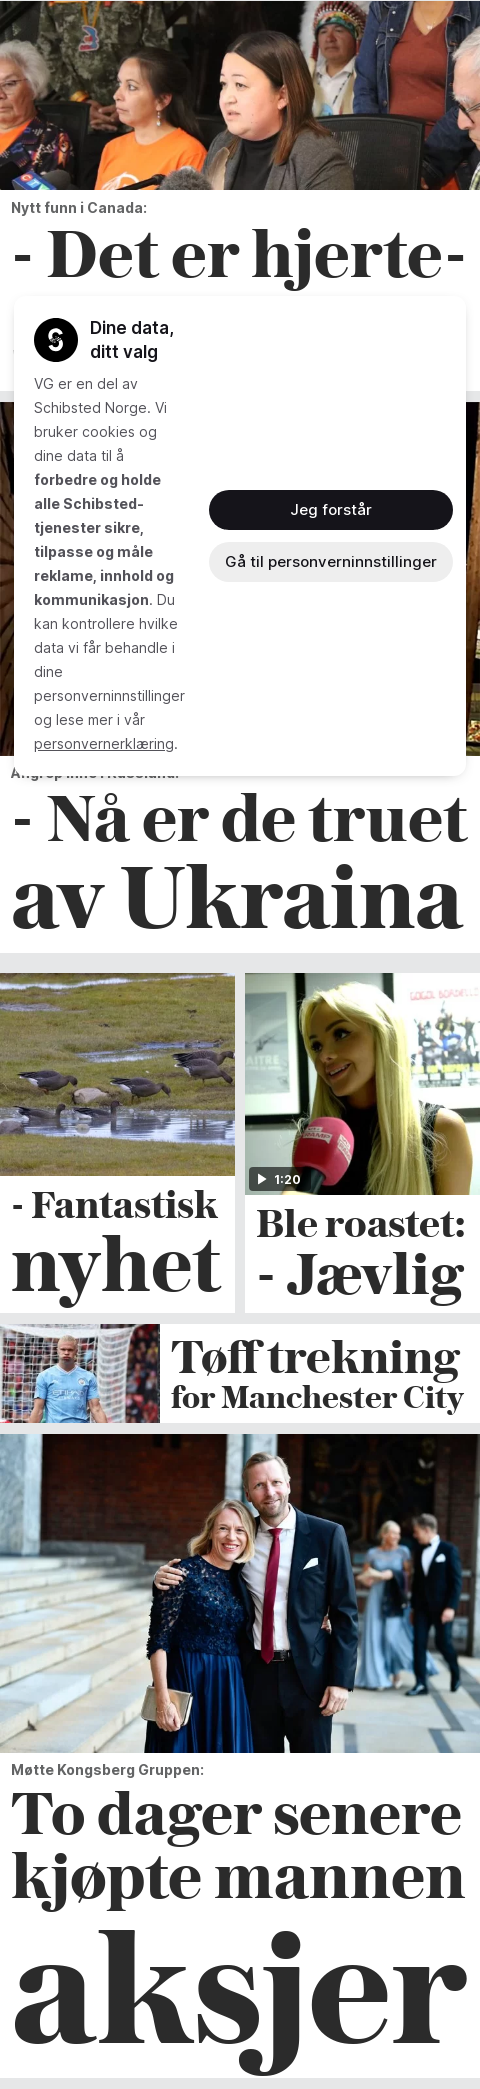 Nytt funn i Canada:
- Det er hjerte-
Dine data,
ditt valg
VG er en del av
Schibsted Norge. Vi
bruker cookies og
dine data til å
forbedre og holde
alle Schibsted-
tjenester sikre,
tilpasse og måle
reklame, innhold og
kommunikasjon. Du
kan kontrollere hvilke
data vi får behandle i
dine
personverninnstillinger
og lese mer i vår
personvernerklæring.
Jeg forstår
Gå til personverninnstillinger
- Nå er de truet
av Ukraina
- Fantastisk
nyhet
GOGOL BORDELLO
1:20
Ble roastet:
- Jævlig
Tøff trekning
for Manchester City
Møtte Kongsberg Gruppen:
To dager senere
kjøpte mannen
aksjer